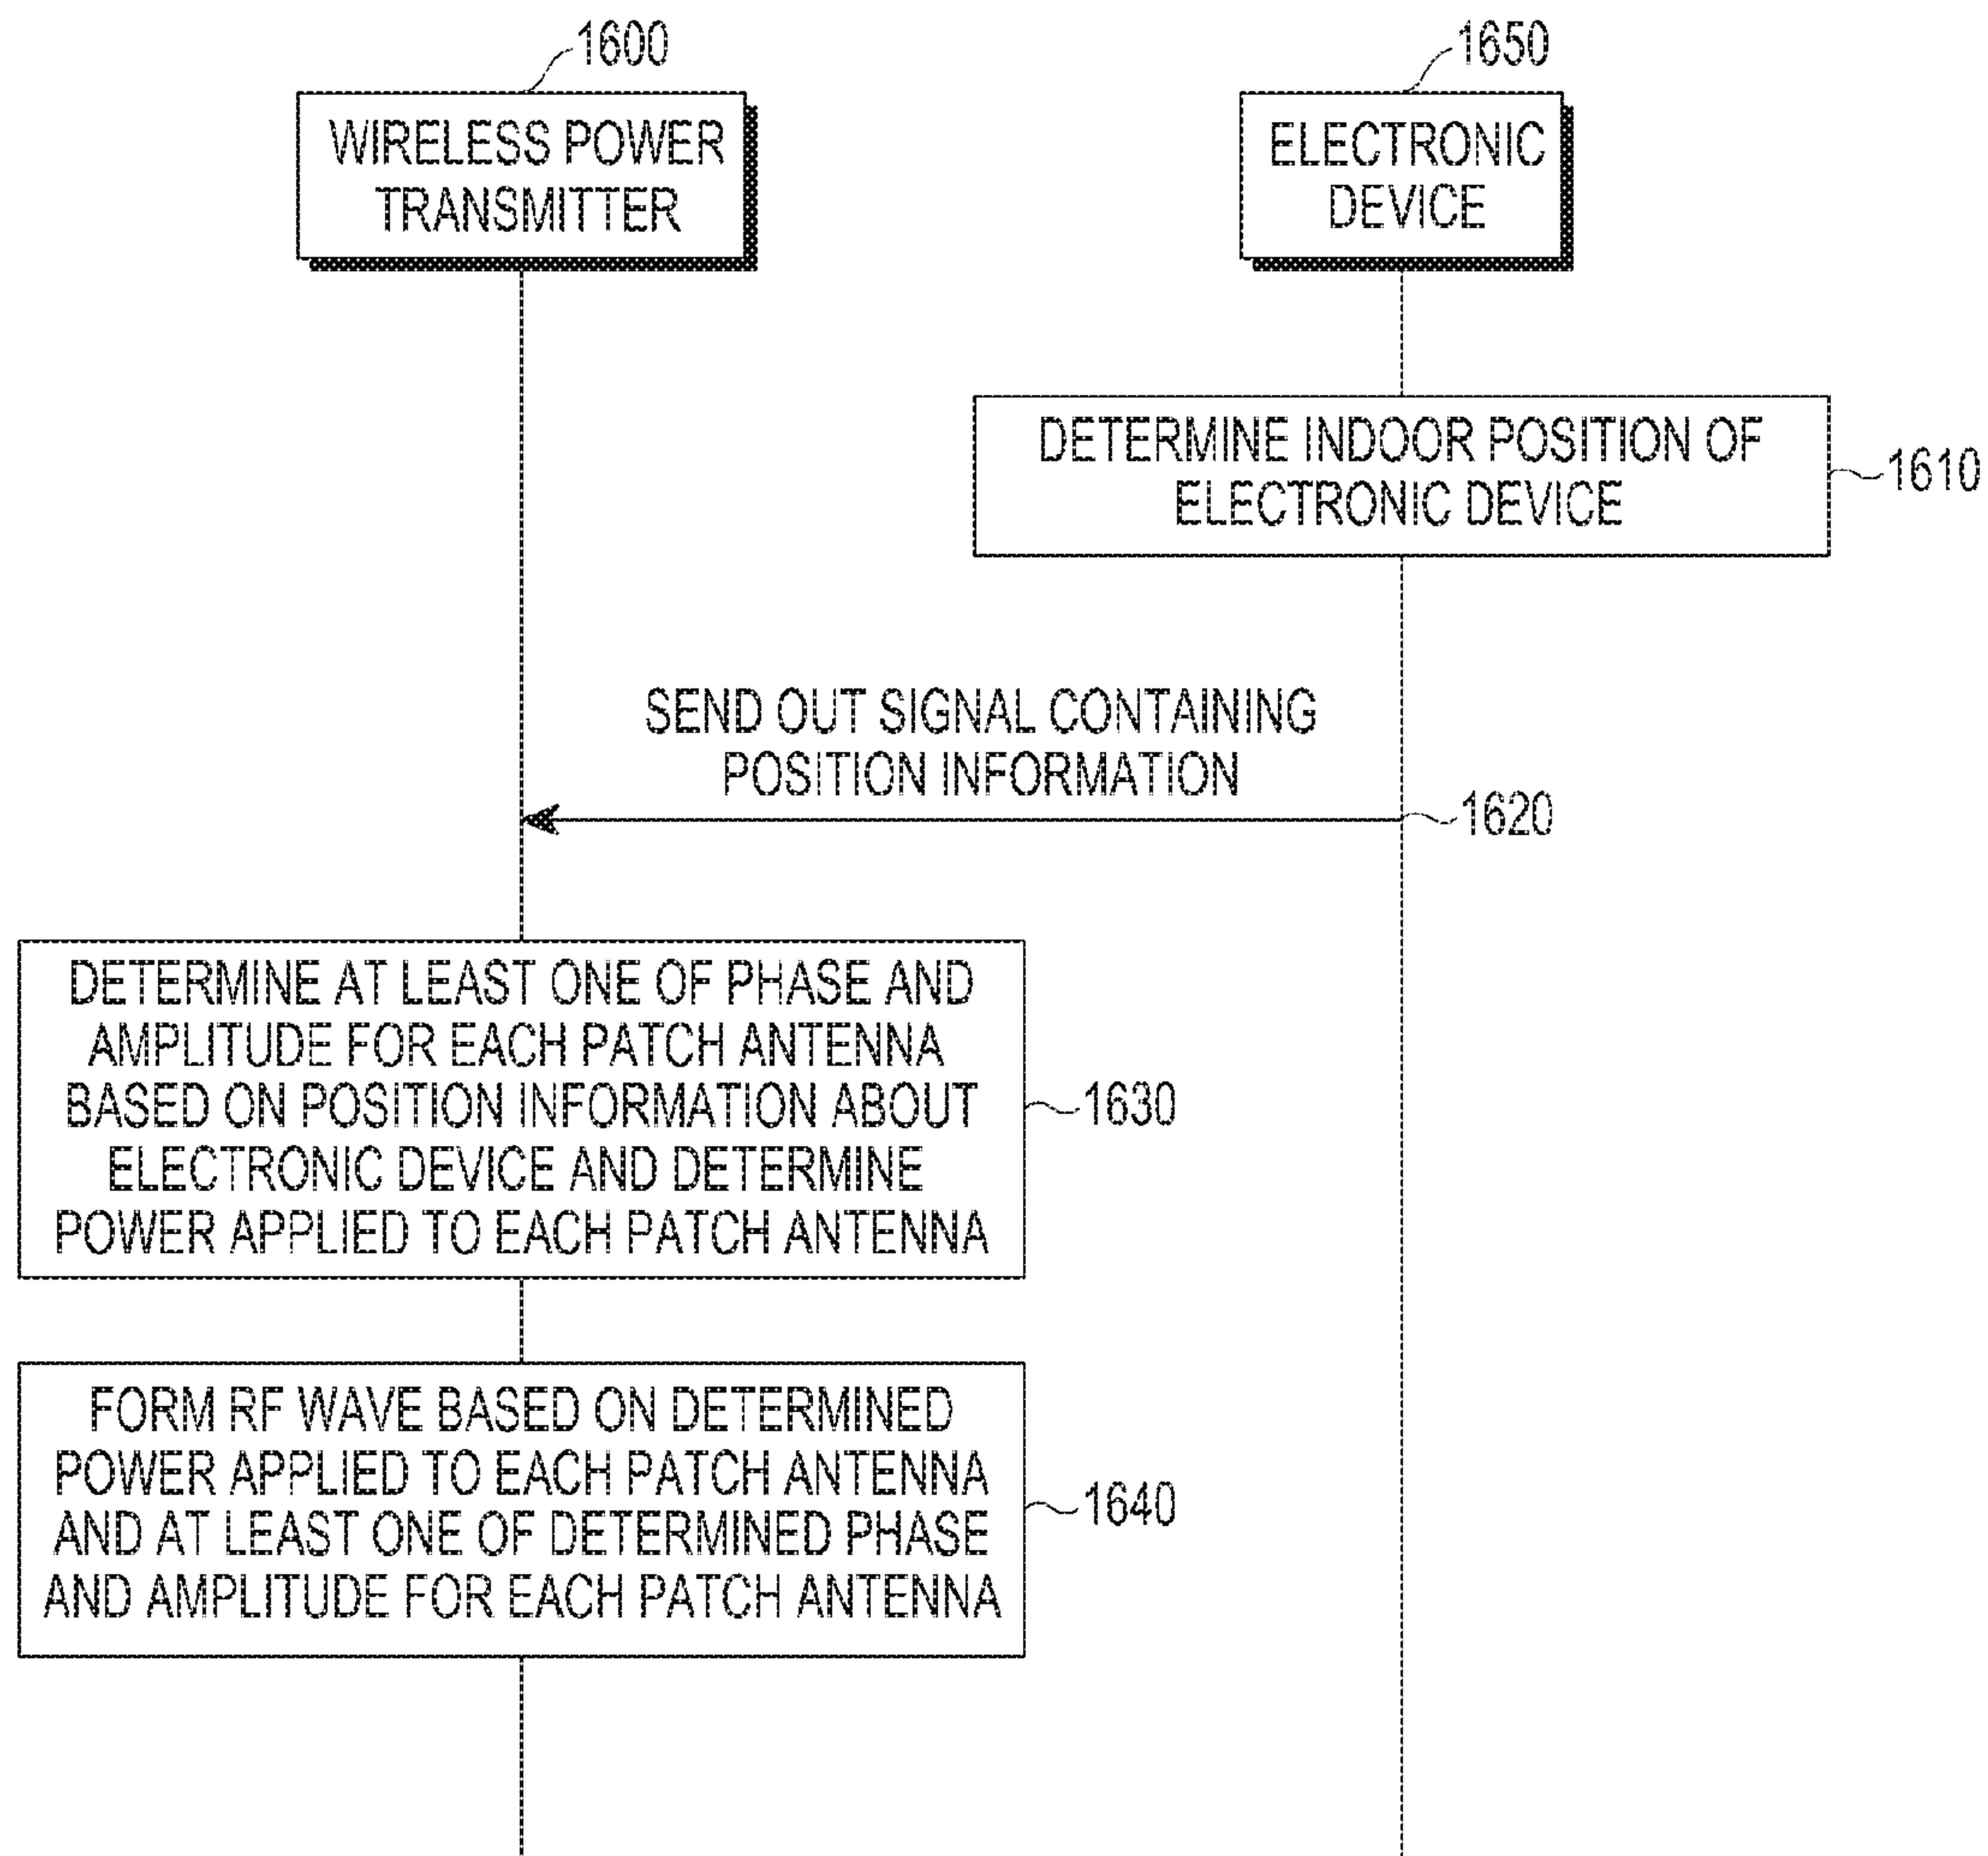 1600
1650
WIRELESS POWER
TRANSMITTER
ELECTRONIC
DEVICE
DETERMINE INDOOR POSITION OF
ELECTRONIC DEVICE
1610
SEND OUT SIGNAL CONTAINING
POSITION INFORMATION
1620
DETERMINE AT LEAST ONE OF PHASE AND
AMPLITUDE FOR EACH PATCH ANTENNA
BASED ON POSITION INFORMATION ABOUT
ELECTRONIC DEVICE AND DETERMINE
POWER APPLIED TO EACH PATCH ANTENNA
1630
FORM RF WAVE BASED ON DETERMINED
POWER APPLIED TO EACH PATCH ANTENNA
AND AT LEAST ONE OF DETERMINED PHASE
AND AMPLITUDE FOR EACH PATCH ANTENNA
1640